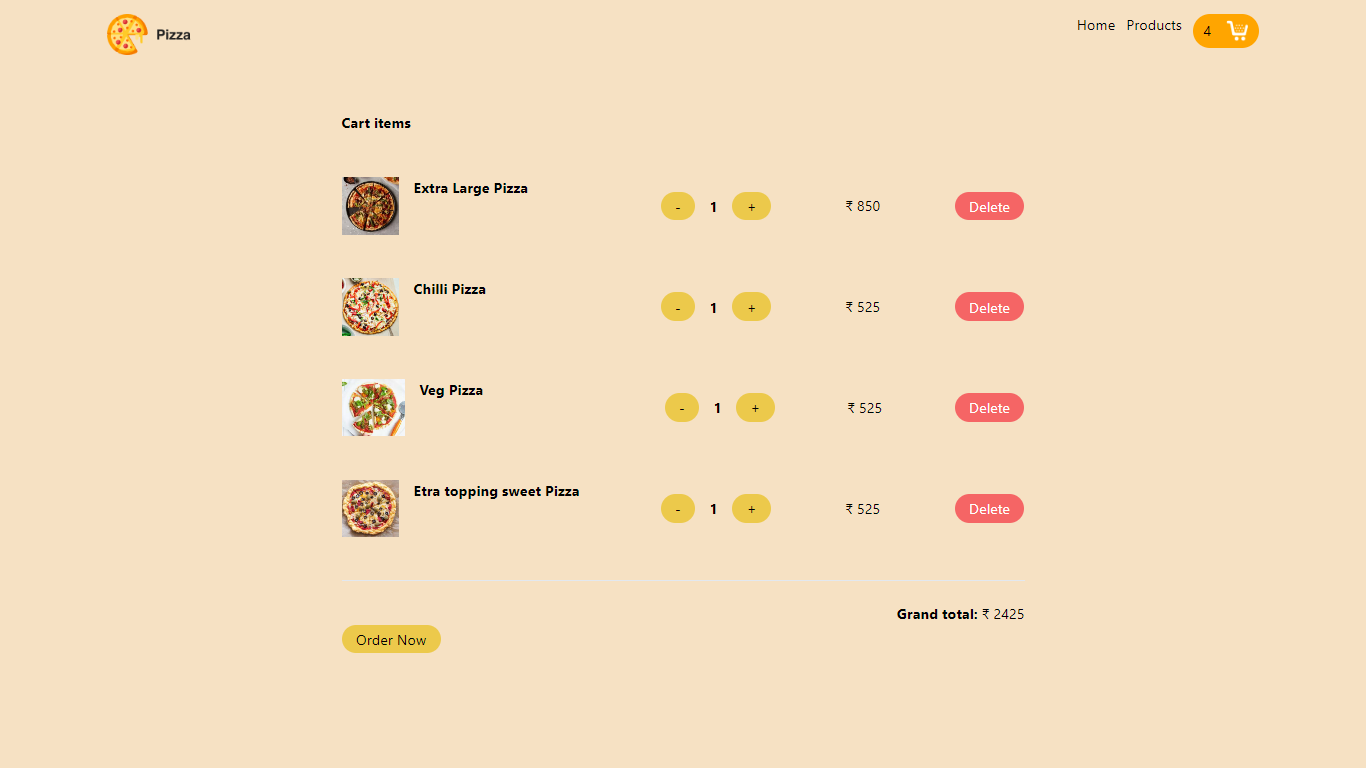 Pizza
Home Products 4
Cart items
Extra Large Pizza - 1 + ₹ 850 Delete
Chilli Pizza - 1 + ₹ 525 Delete
Veg Pizza - 1 + ₹ 525 Delete
Etra topping sweet Pizza - 1 + ₹ 525 Delete
Grand total: ₹ 2425
Order Now